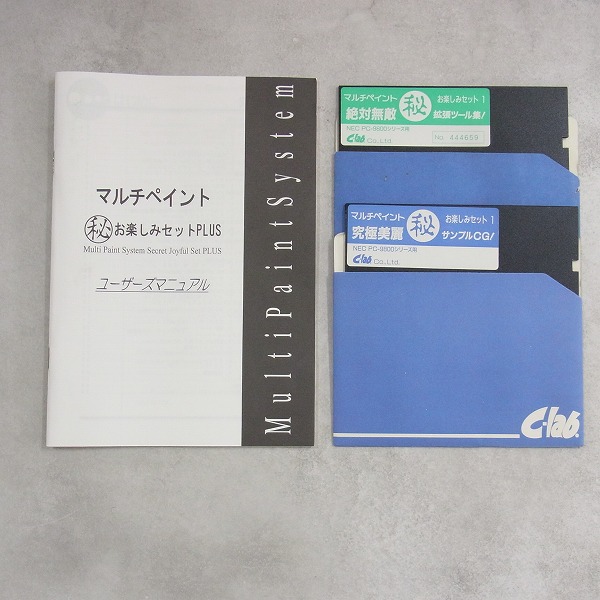 マルチペイント
㊙お楽しみセットPLUS
Multi Paint System Secret Joyful Set PLUS
ユーザーズマニュアル
MultiPaintSystem
マルチペイント ㊙ お楽しみセット1
絶対無敵 拡張ツール集!
NEC PC-9800シリーズ用
C-lab. Co.,Ltd. No. 444659
マルチペイント ㊙ お楽しみセット1
究極美麗 サンプルCG!
NEC PC-9800シリーズ用
C-lab. Co.,Ltd.
C-lab.